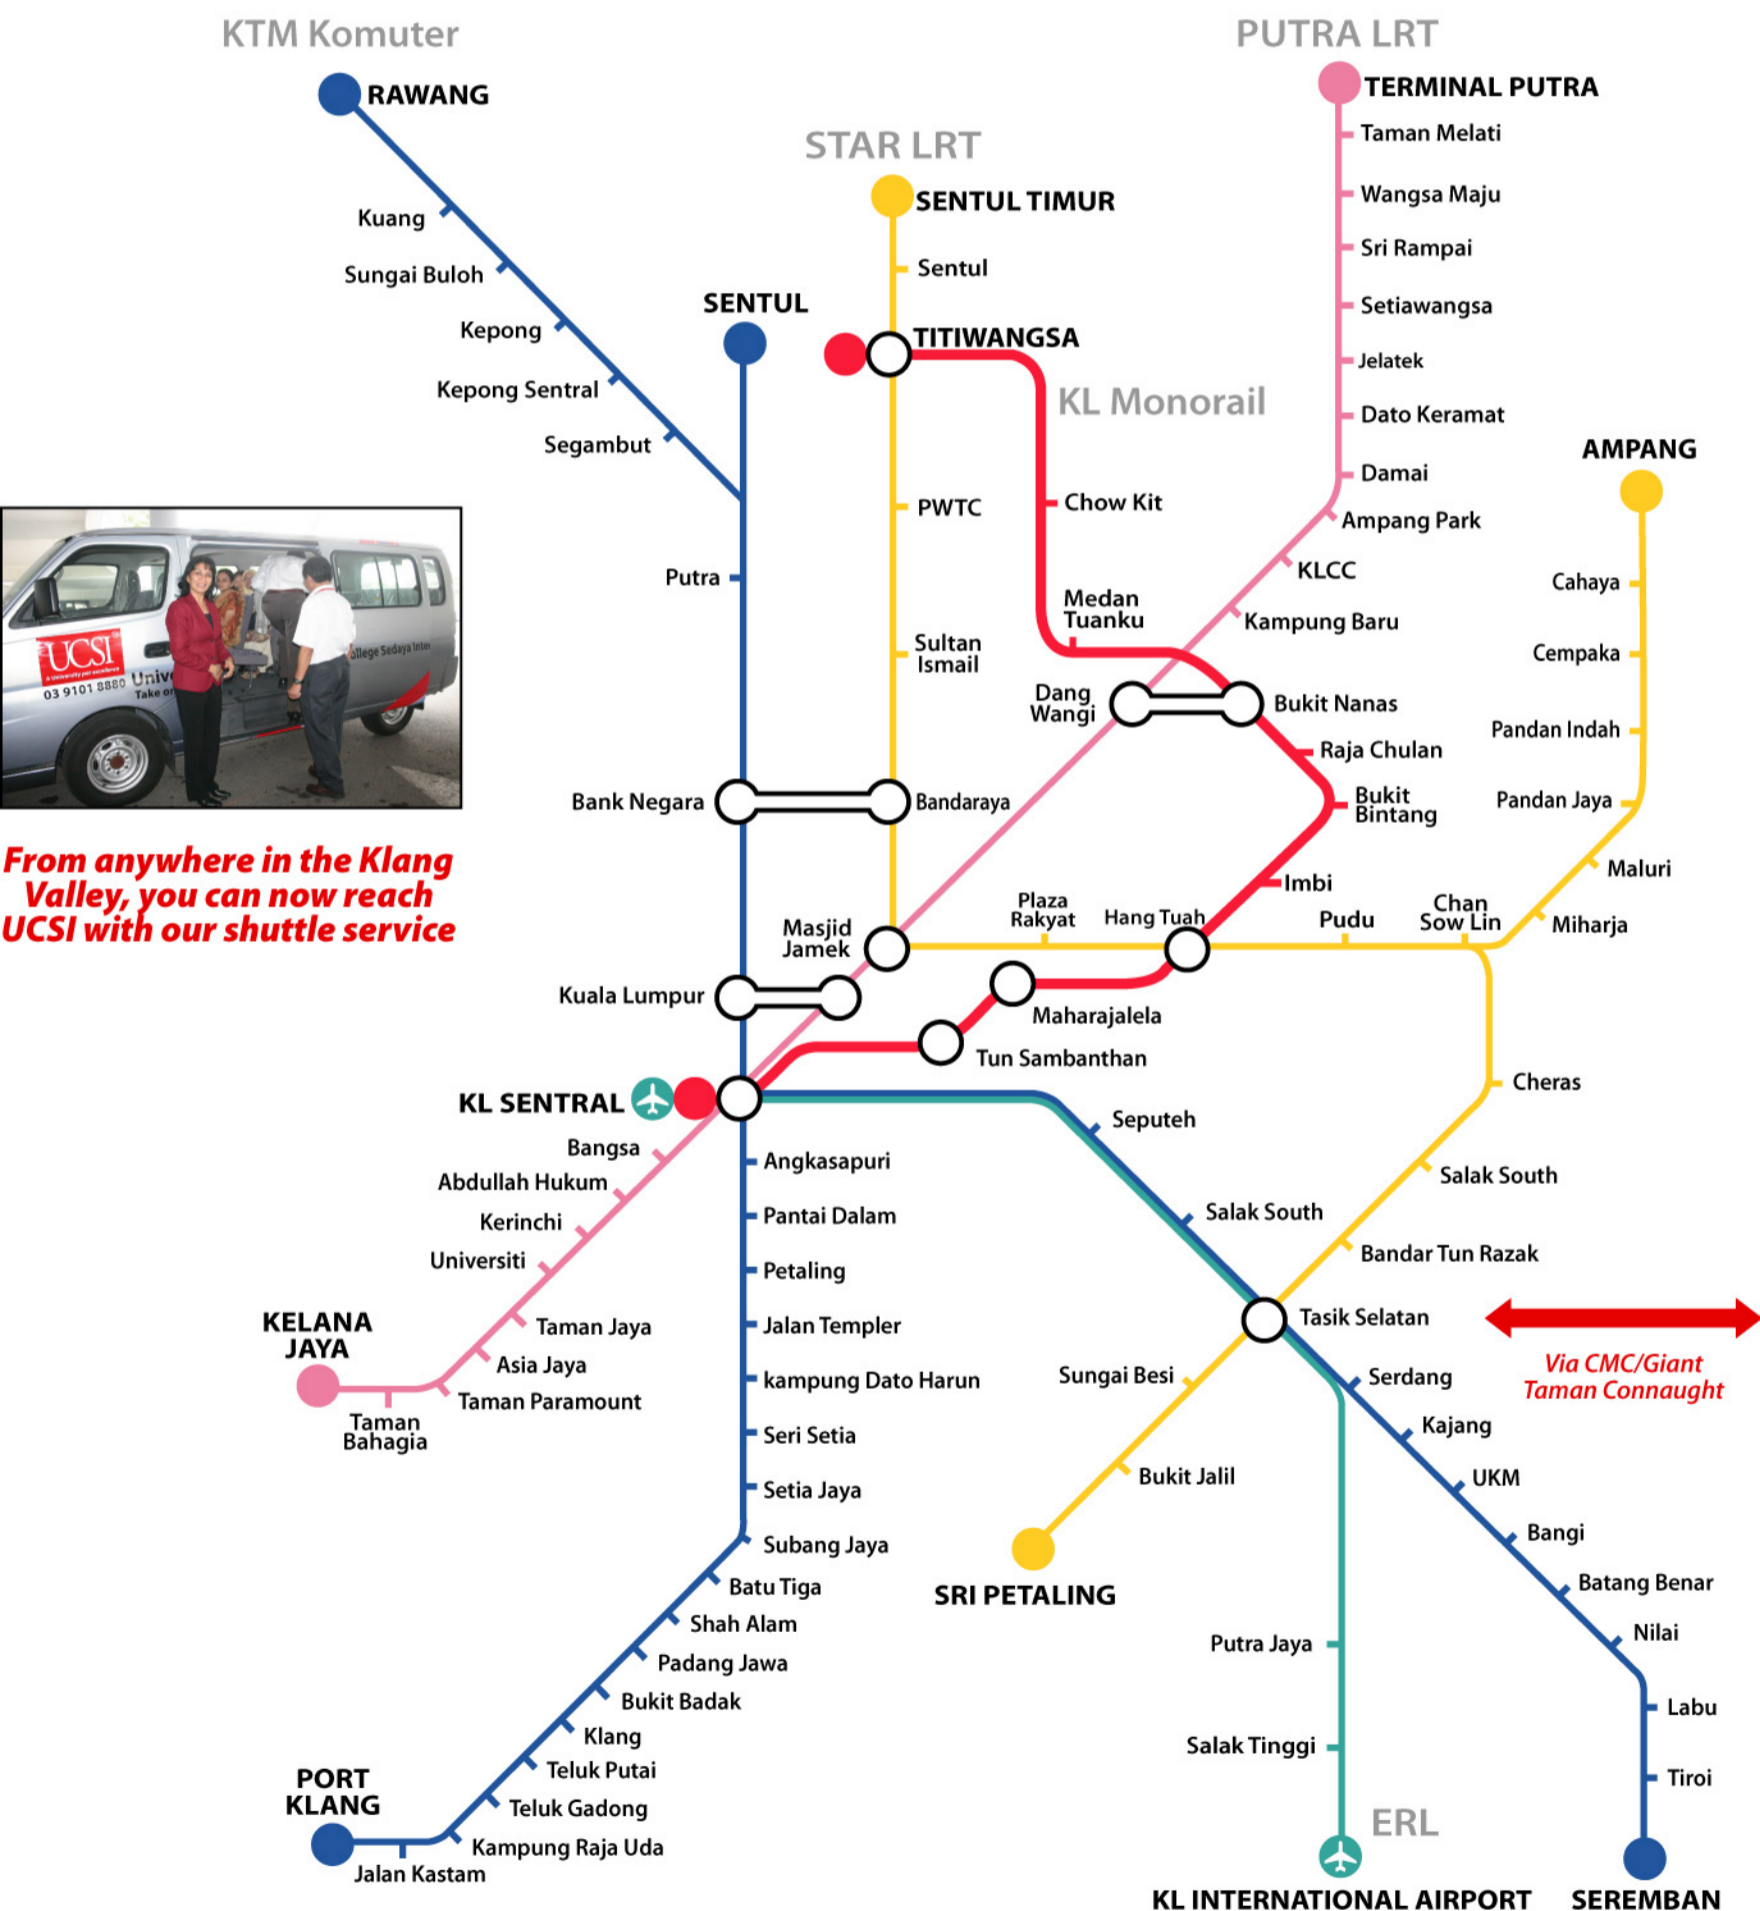 KTM Komuter
PUTRA LRT
RAWANG
TERMINAL PUTRA
Taman Melati
STAR LRT
Wangsa Maju
SENTUL TIMUR
Kuang
Sri Rampai
Sungai Buloh
Sentul
SENTUL
Setiawangsa
Kepong
TITIWANGSA
Jelatek
Kepong Sentral
KL Monorail
Dato Keramat
Segambut
AMPANG
Damai
Chow Kit
PWTC
Ampang Park
Putra
KLCC
Cahaya
Medan
Tuanku
Kampung Baru
Sultan
Ismail
Cempaka
UCSI
A University par excellence
03 9101 8880
Unive
Take or
ollege Sedaya Inter
Dang
Wangi
Bukit Nanas
Pandan Indah
Raja Chulan
Bank Negara
Bandaraya
Bukit
Bintang
Pandan Jaya
From anywhere in the Klang
Valley, you can now reach
UCSI with our shuttle service
Maluri
Imbi
Masjid
Jamek
Plaza
Rakyat
Hang Tuah
Pudu
Chan
Sow Lin
Miharja
Kuala Lumpur
Maharajalela
Tun Sambanthan
Cheras
KL SENTRAL
Seputeh
Bangsa
Angkasapuri
Salak South
Abdullah Hukum
Kerinchi
Pantai Dalam
Salak South
Universiti
Petaling
Bandar Tun Razak
KELANA
JAYA
Taman Jaya
Jalan Templer
Tasik Selatan
Asia Jaya
Via CMC/Giant
Taman Connaught
kampung Dato Harun
Sungai Besi
Serdang
Taman Paramount
Taman
Bahagia
Seri Setia
Kajang
Setia Jaya
Bukit Jalil
UKM
Subang Jaya
Bangi
Batu Tiga
SRI PETALING
Batang Benar
Shah Alam
Putra Jaya
Nilai
Padang Jawa
Bukit Badak
Labu
Klang
Salak Tinggi
Teluk Putai
Tiroi
PORT
KLANG
Teluk Gadong
ERL
Kampung Raja Uda
Jalan Kastam
KL INTERNATIONAL AIRPORT
SEREMBAN